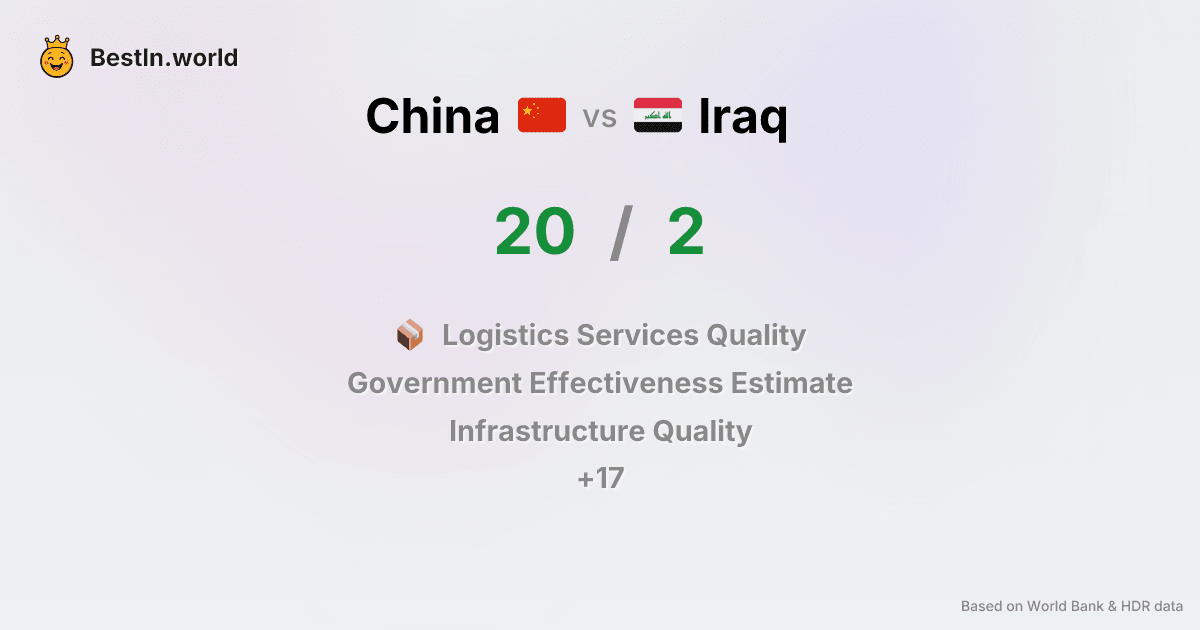 BestIn.world
China vs Iraq
20 / 2
Logistics Services Quality
Government Effectiveness Estimate
Infrastructure Quality
+17
Based on World Bank & HDR data